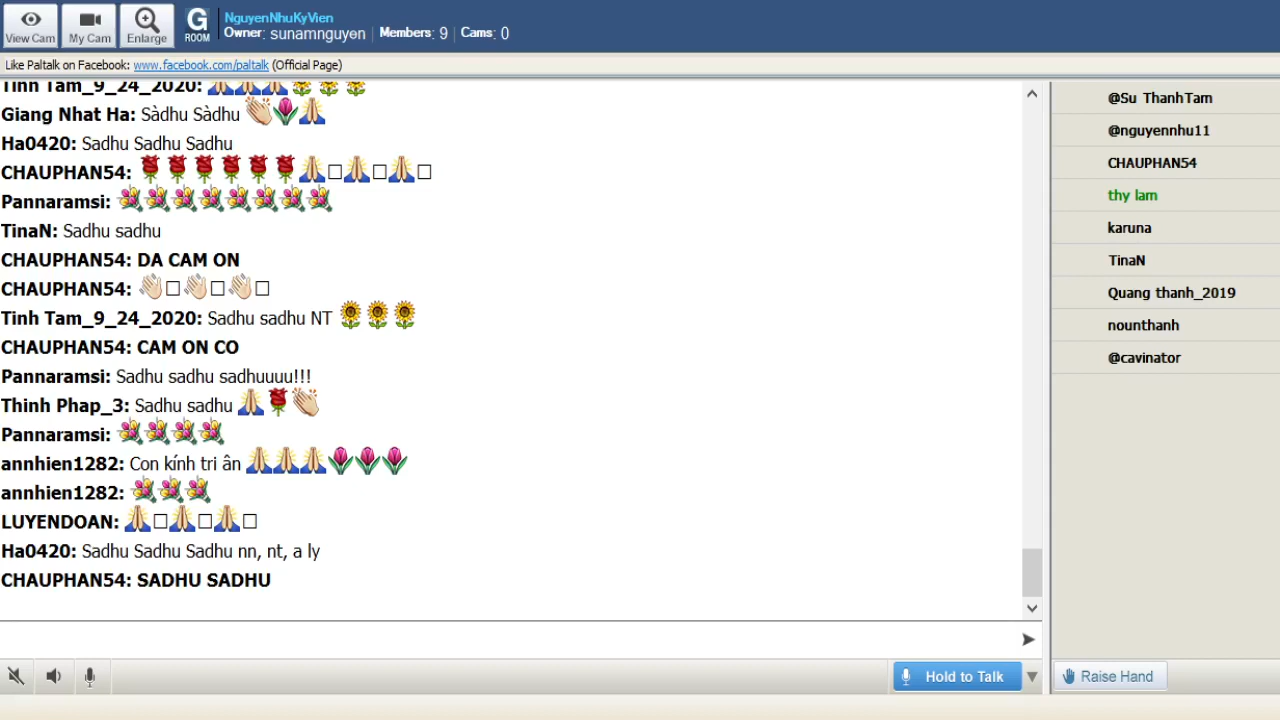 NguyenNhuKyVien
View Cam
My Cam
Enlarge
G ROOM
Owner: sunamnguyen | Members: 9 | Cams: 0
Like Paltalk on Facebook: www.facebook.com/paltalk (Official Page)
Tinh Tam_9_24_2020: 🙏🙏🙏🌻🌻🌻
Giang Nhat Ha: Sàdhu Sàdhu 👏🌷🙏
Ha0420: Sadhu Sadhu Sadhu
CHAUPHAN54: 🌹🌹🌹🌹🌹🌹🙏□🙏□🙏□
Pannaramsi: 💐💐💐💐💐💐💐💐
TinaN: Sadhu sadhu
CHAUPHAN54: DA CAM ON
CHAUPHAN54: 👋□👋□👋□
Tinh Tam_9_24_2020: Sadhu sadhu NT 🌻🌻🌻
CHAUPHAN54: CAM ON CO
Pannaramsi: Sadhu sadhu sadhuuuu!!!
Thinh Phap_3: Sadhu sadhu 🙏🌹👏
Pannaramsi: 💐💐💐💐
annhien1282: Con kính tri ân 🙏🙏🙏🌷🌷🌷
annhien1282: 💐💐💐
LUYENDOAN: 🙏□🙏□🙏□
Ha0420: Sadhu Sadhu Sadhu nn, nt, a ly
CHAUPHAN54: SADHU SADHU
@Su ThanhTam
@nguyennhu11
CHAUPHAN54
thy lam
karuna
TinaN
Quang thanh_2019
nounthanh
@cavinator
Hold to Talk
Raise Hand